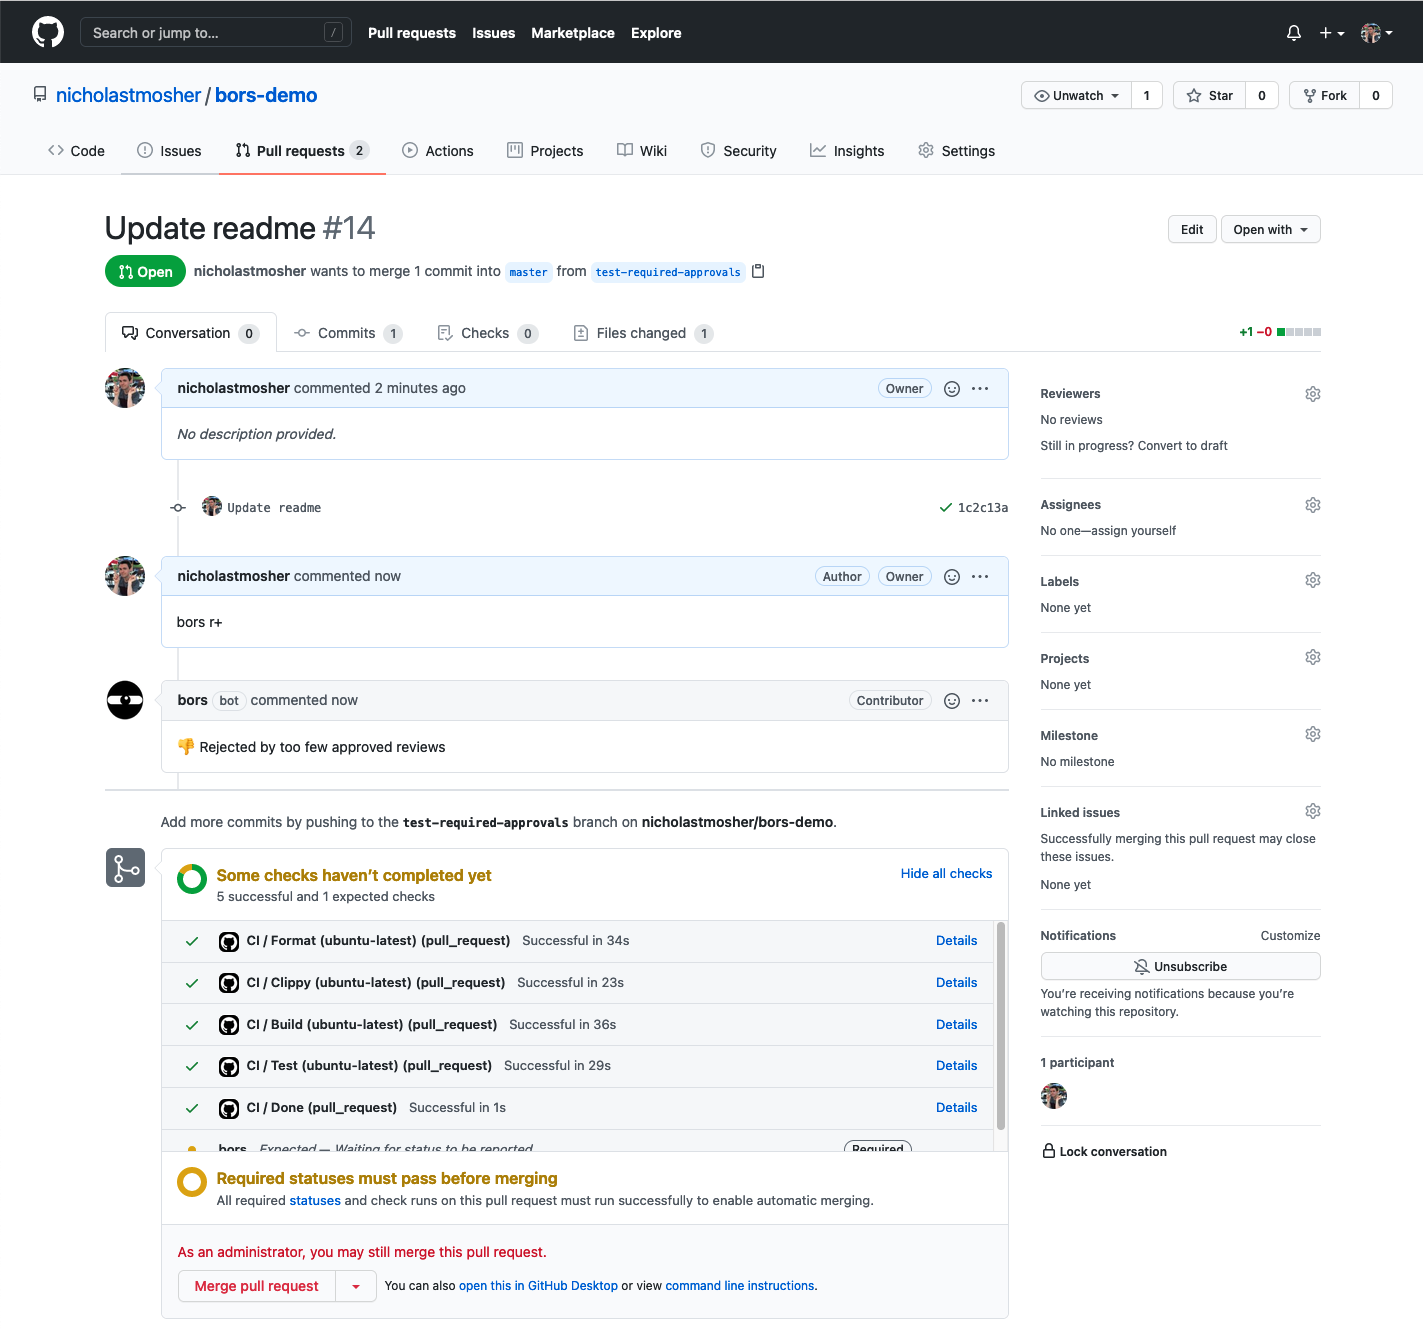 Search or jump to... /
Pull requests Issues Marketplace Explore
nicholastmosher / bors-demo
Unwatch 1 Star 0 Fork 0
Code Issues Pull requests 2 Actions Projects Wiki Security Insights Settings
Update readme #14
Edit Open with
Open nicholastmosher wants to merge 1 commit into master from test-required-approvals
Conversation 0 Commits 1 Checks 0 Files changed 1
+1 −0
nicholastmosher commented 2 minutes ago Owner
No description provided.
Update readme 1c2c13a
nicholastmosher commented now Author Owner
bors r+
bors bot commented now Contributor
👎 Rejected by too few approved reviews
Add more commits by pushing to the test-required-approvals branch on nicholastmosher/bors-demo.
Some checks haven’t completed yet
Hide all checks
5 successful and 1 expected checks
CI / Format (ubuntu-latest) (pull_request) Successful in 34s Details
CI / Clippy (ubuntu-latest) (pull_request) Successful in 23s Details
CI / Build (ubuntu-latest) (pull_request) Successful in 36s Details
CI / Test (ubuntu-latest) (pull_request) Successful in 29s Details
CI / Done (pull_request) Successful in 1s Details
bors Expected — Waiting for status to be reported Required
Required statuses must pass before merging
All required statuses and check runs on this pull request must run successfully to enable automatic merging.
As an administrator, you may still merge this pull request.
Merge pull request
You can also open this in GitHub Desktop or view command line instructions.
Reviewers
No reviews
Still in progress? Convert to draft
Assignees
No one—assign yourself
Labels
None yet
Projects
None yet
Milestone
No milestone
Linked issues
Successfully merging this pull request may close
these issues.
None yet
Notifications Customize
Unsubscribe
You’re receiving notifications because you’re
watching this repository.
1 participant
Lock conversation